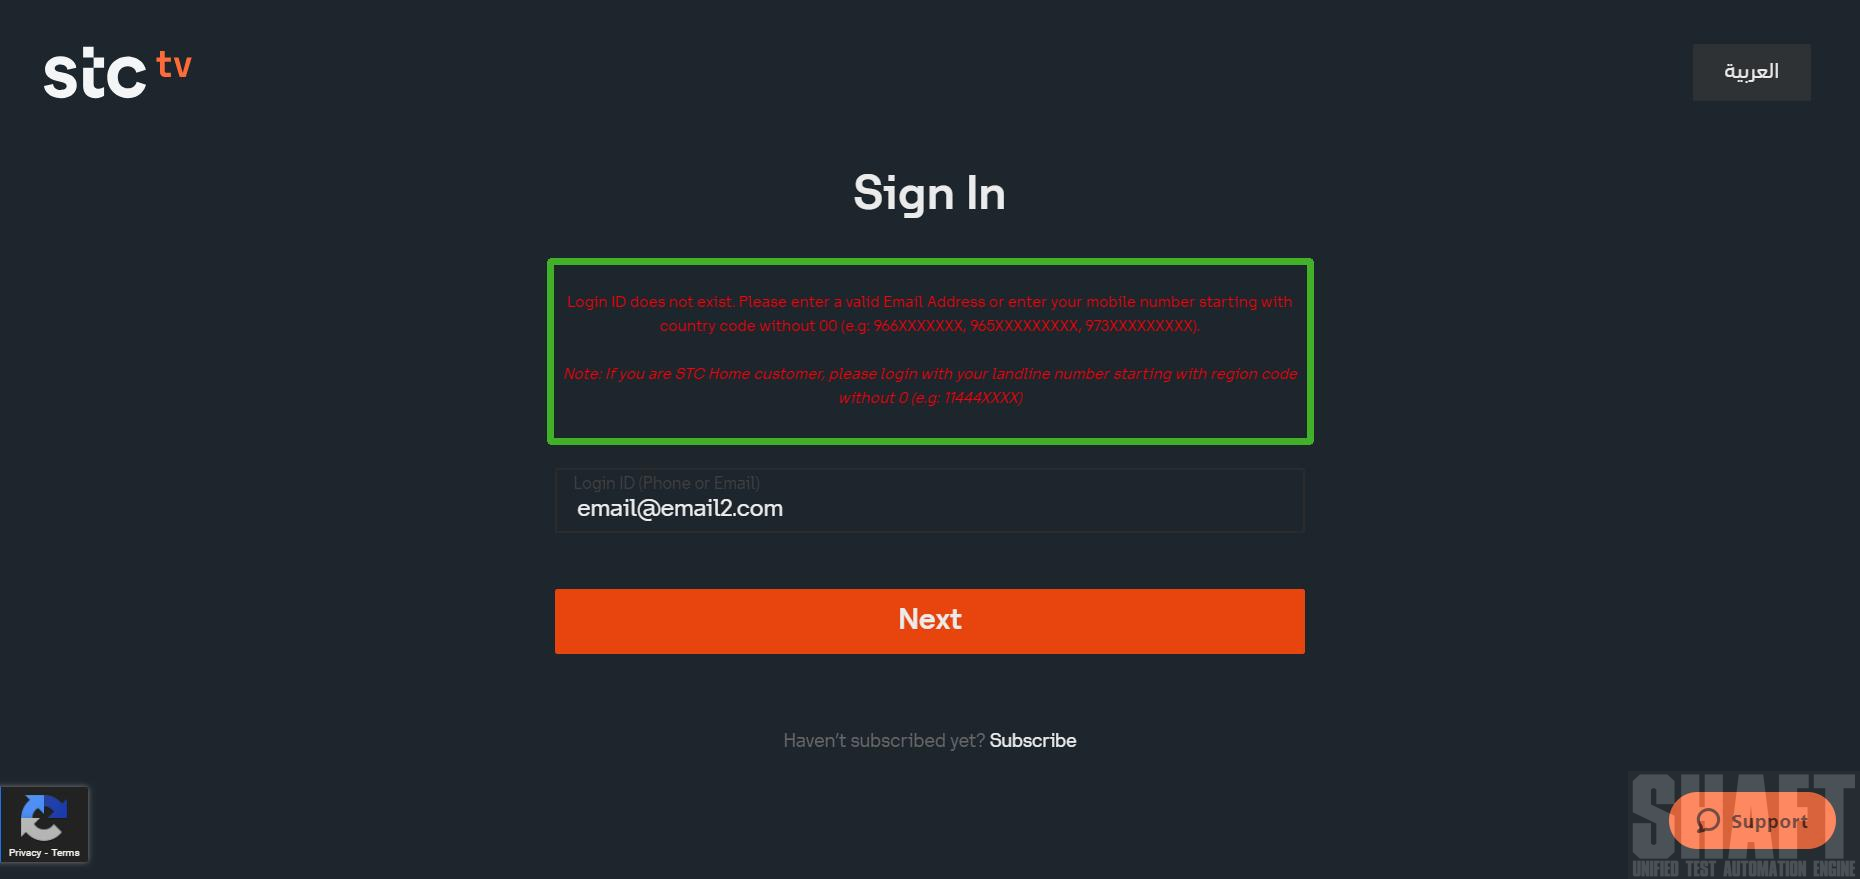 stc tv
العربية
Sign In
Login ID does not exist. Please enter a valid Email Address or enter your mobile number starting with
country code without 00 (e.g: 966XXXXXXX, 965XXXXXXXXX, 973XXXXXXXXX).
Note: If you are STC Home customer, please login with your landline number starting with region code
without 0 (e.g: 11444XXXX)
Login ID (Phone or Email)
email@email2.com
Next
Haven't subscribed yet? Subscribe
Privacy - Terms
SHAFT
Support
UNIFIED TEST AUTOMATION ENGINE